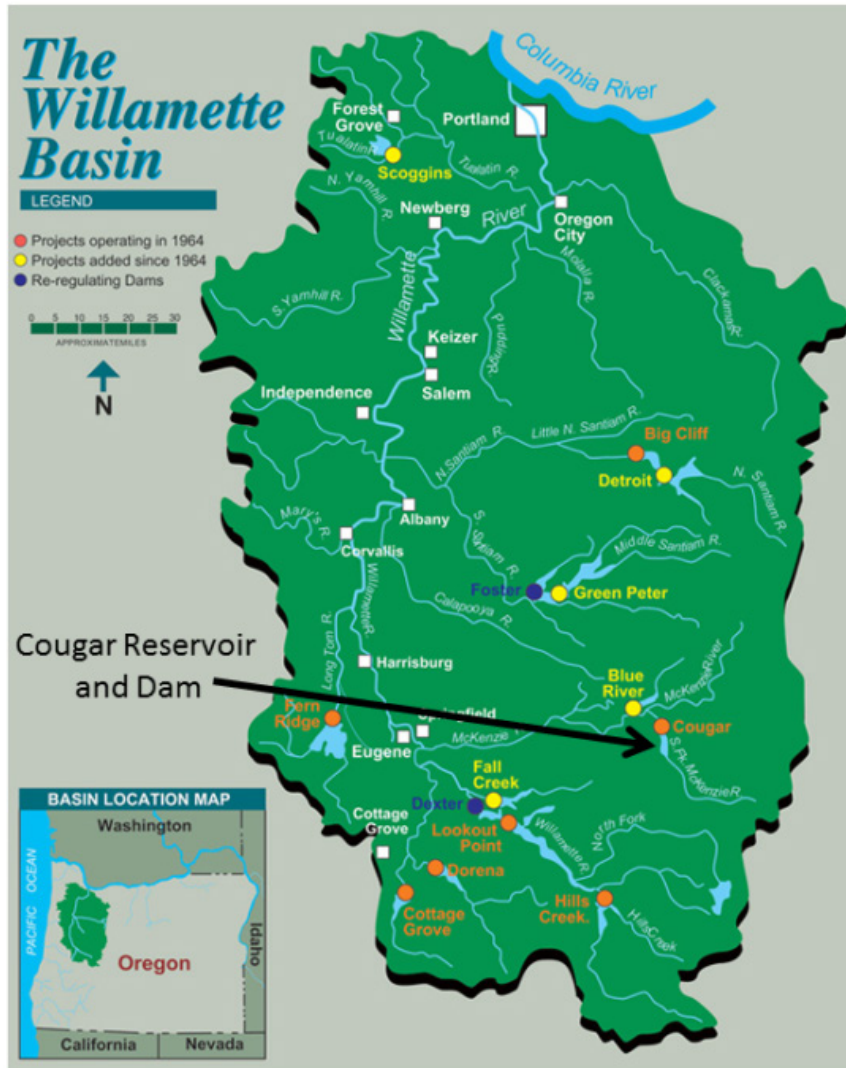 The
Willamette
Basin
LEGEND
Projects operating in 1964
Projects added since 1964
Re-regulating Dams
0 5 10 15 20 25 30
APPROXIMATEMILES
N
Columbia River
Forest
Grove
Portland
Tualatin R.
Scoggins
Tualatin R.
N. Yamhill R.
Newberg
River
Oregon
City
Molalla R.
Clackamas R.
S. Yamhill R.
Willamette
Pudding R.
Keizer
Salem
Independence
Little N. Santiam R.
Big Cliff
N. Santiam R.
Detroit
N. Santiam R.
Albany
Mary's R.
Corvallis
S. Santiam R.
Middle Santiam R.
Willamette R.
Foster
Green Peter
Calapooya R.
Long Tom R.
Cougar Reservoir
and Dam
Harrisburg
Blue
River
McKenzie River
Fern
Ridge
Springfield
Cougar
Eugene
McKenzie
S. Fk. McKenzie R.
Fall
Creek
Dexter
Cottage
Grove
Lookout
Point
Willamette R.
North Fork
Dorena
Cottage
Grove
Hills
Creek.
Hills Creek
BASIN LOCATION MAP
Washington
PACIFIC OCEAN
Idaho
Oregon
California
Nevada